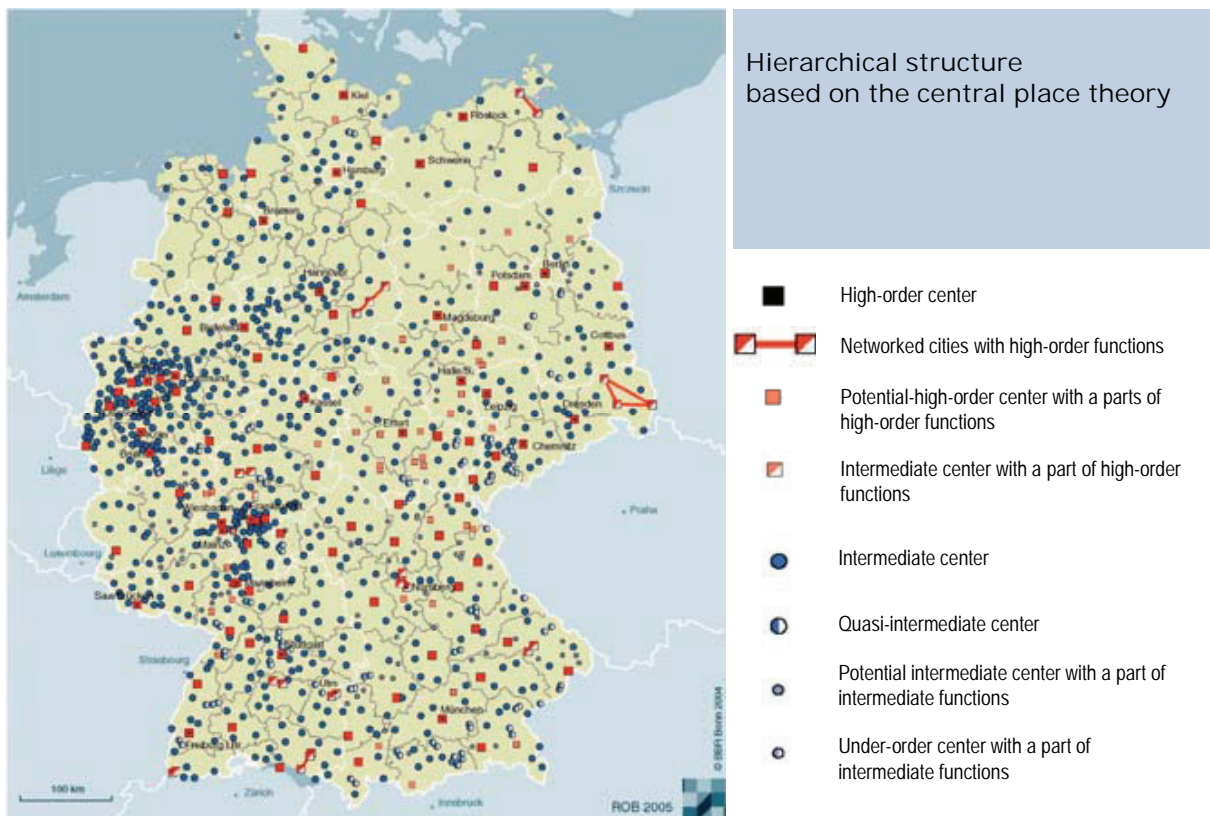 Hierarchical structure
based on the central place theory
High-order center
Networked cities with high-order functions
Potential-high-order center with a parts of
high-order functions
Intermediate center with a part of high-order
functions
Intermediate center
Quasi-intermediate center
Potential intermediate center with a part of
intermediate functions
Under-order center with a part of
intermediate functions
Kiel
Rostock
Schwerin
Hamburg
Szczecin
Bremen
Berlin
Hannover
Potsdam
Amsterdam
Magdeburg
Bielefeld
Cottbus
Halle/S.
Leipzig
Dresden
Kassel
Erfurt
Köln
Chemnitz
Bonn
Liège
Wiesbaden
Praha
Mainz
Luxembourg
Mannheim
Nürnberg
Saarbrücken
Stuttgart
Strasbourg
Ulm
München
Freiburg i.Br.
Zürich
Innsbruck
100 km
ROB 2005
© BBR Bonn 2004